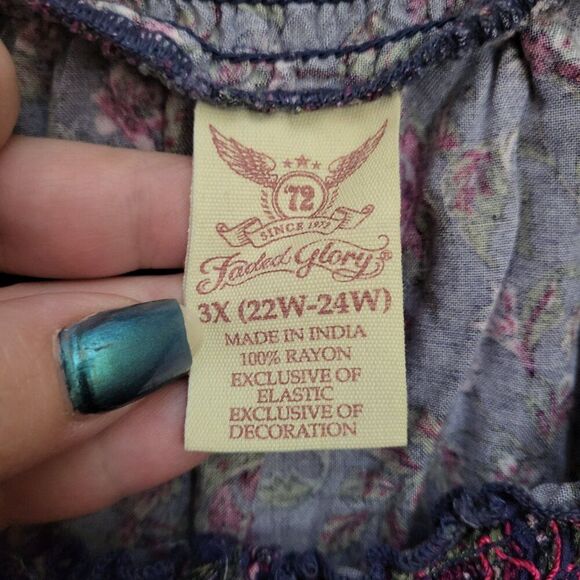 '72
SINCE 1972
Faded Glory®
3X (22W-24W)
MADE IN INDIA
100% RAYON
EXCLUSIVE OF
ELASTIC
EXCLUSIVE OF
DECORATION